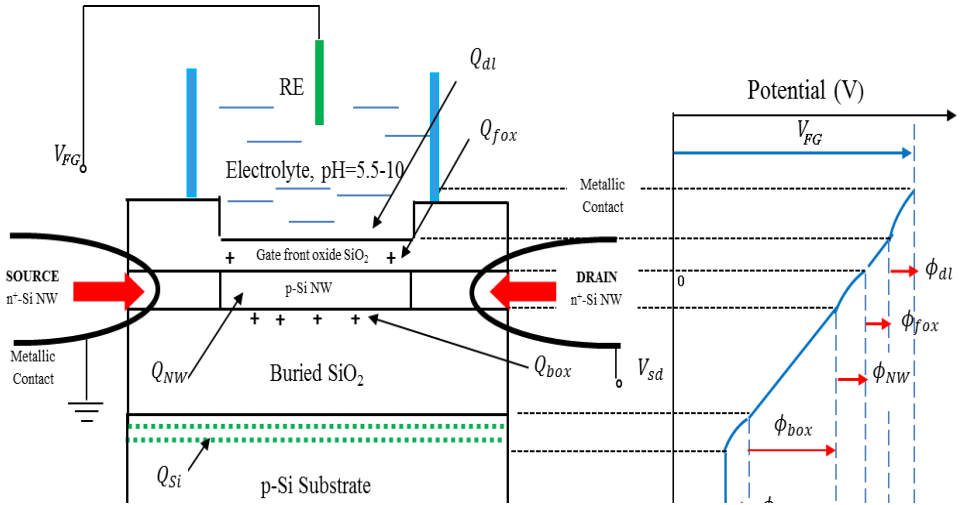 RE
Q_dl
Q_fox
V_FG
Electrolyte, pH=5.5-10
Gate front oxide SiO₂
SOURCE
n⁺-Si NW
p-Si NW
DRAIN
n⁺-Si NW
Metallic
Contact
Q_NW
Buried SiO₂
Q_box
V_sd
Q_Si
p-Si Substrate
Potential (V)
V_FG
Metallic
Contact
0
ϕ_dl
ϕ_fox
ϕ_NW
ϕ_box